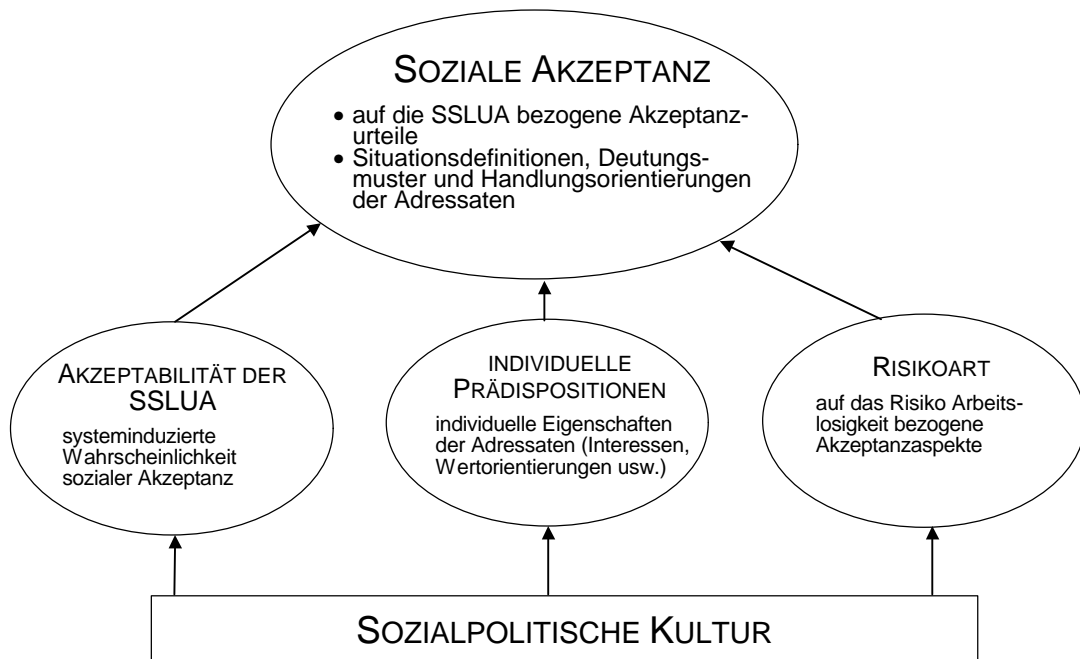 SOZIALE AKZEPTANZ
• auf die SSLUA bezogene Akzeptanz-
urteile
• Situationsdefinitionen, Deutungs-
muster und Handlungsorientierungen
der Adressaten
AKZEPTABILITÄT DER
SSLUA
systeminduzierte
Wahrscheinlichkeit
sozialer Akzeptanz
INDIVIDUELLE
PRÄDISPOSITIONEN
individuelle Eigenschaften
der Adressaten (Interessen,
Wertorientierungen usw.)
RISIKOART
auf das Risiko Arbeits-
losigkeit bezogene
Akzeptanzaspekte
SOZIALPOLITISCHE KULTUR